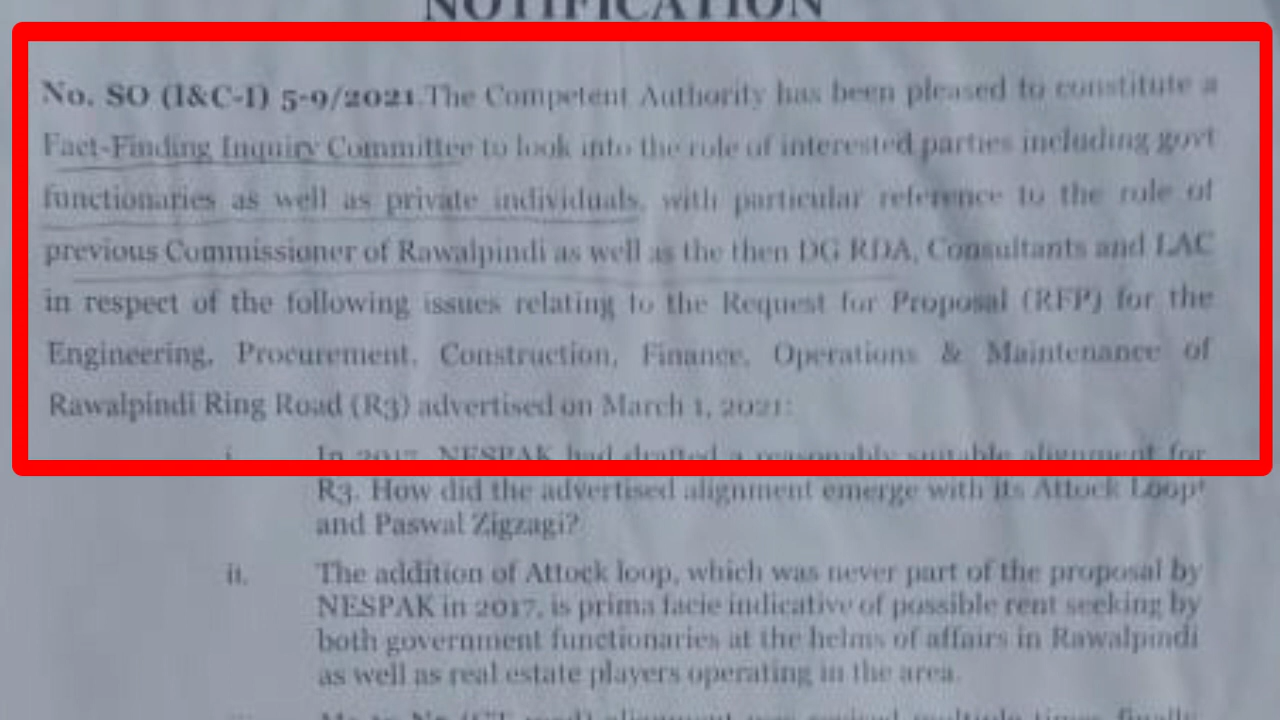 NOTIFICATION
No. SO (I&C-I) 5-9/2021.The Competent Authority has been pleased to constitute a
Fact-Finding Inquiry Committee to look into the role of interested parties including govt
functionaries as well as private individuals, with particular reference to the role of
previous Commissioner of Rawalpindi as well as the then DG RDA, Consultants and LAC
in respect of the following issues relating to the Request for Proposal (RFP) for the
Engineering, Procurement, Construction, Finance, Operations & Maintenance of
Rawalpindi Ring Road (R3) advertised on March 1, 2021:
i. In 2017, NESPAK had drafted a reasonably suitable alignment for
R3. How did the advertised alignment emerge with its Attock Loop
and Paswal Zigzagi?
ii. The addition of Attock loop, which was never part of the proposal by
NESPAK in 2017, is prima facie indicative of possible rent seeking by
both government functionaries at the helms of affairs in Rawalpindi
as well as real estate players operating in the area.
alignment was revised multiple times, finally